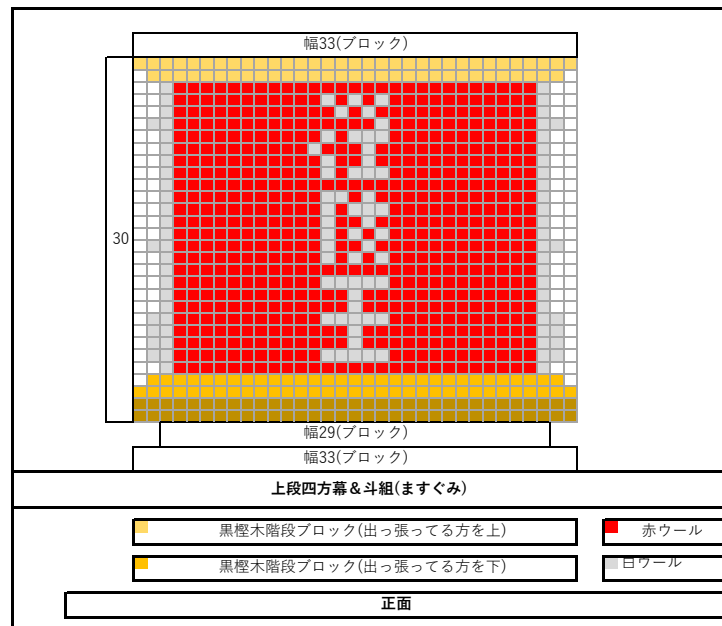 幅33(ブロック)
30
幅29(ブロック)
幅33(ブロック)
上段四方幕＆斗組(ますぐみ)
黒樫木階段ブロック(出っ張ってる方を上)
赤ウール
黒樫木階段ブロック(出っ張ってる方を下)
白ウール
正面